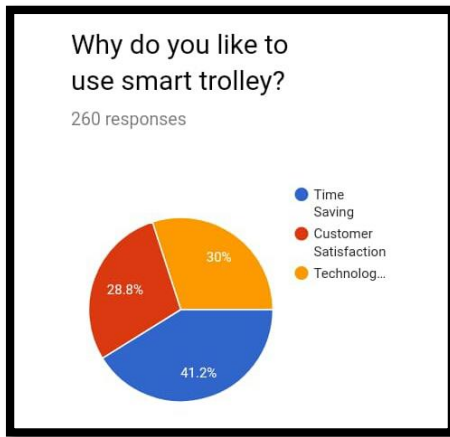 Why do you like to
use smart trolley?
260 responses
Time
Saving
Customer
Satisfaction
Technolog...
30%
28.8%
41.2%